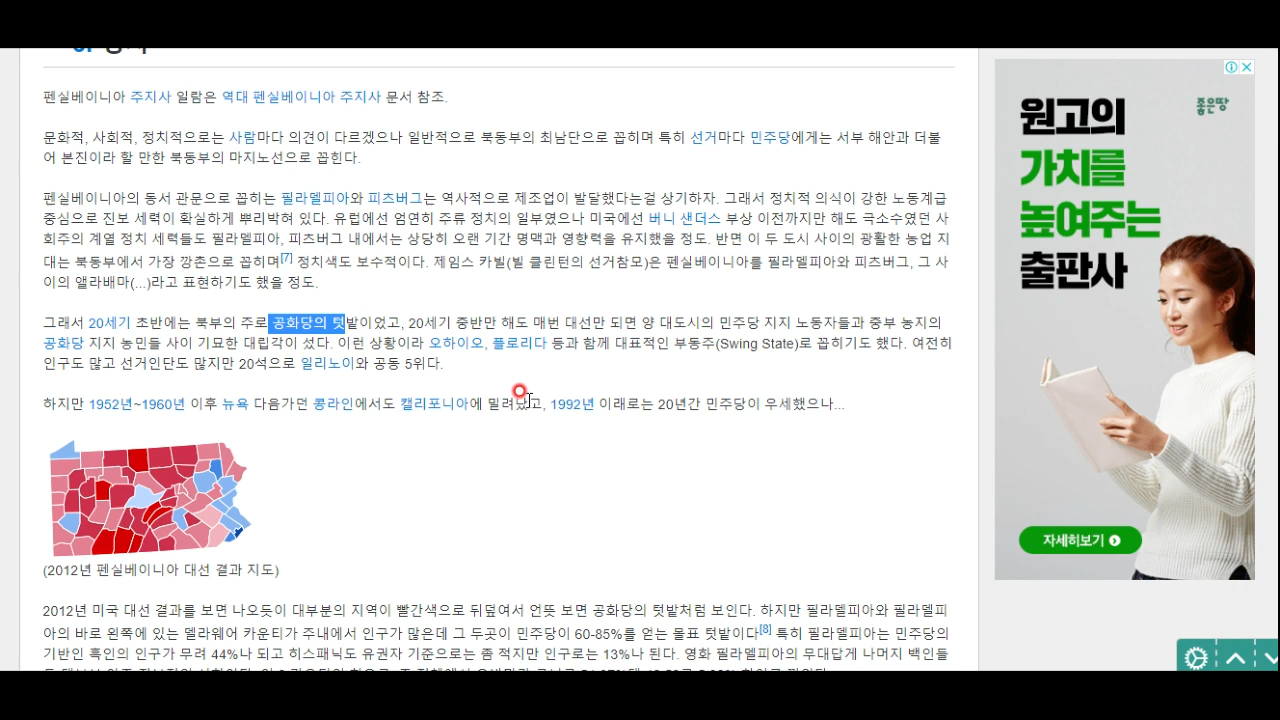 펜실베이니아 주지사 일람은 역대 펜실베이니아 주지사 문서 참조.
문화적, 사회적, 정치적으로는 사람마다 의견이 다르겠으나 일반적으로 북동부의 최남단으로 꼽히며 특히 선거마다 민주당에게는 서부 해안과 더불
어 본진이라 할 만한 북동부의 마지노선으로 꼽힌다.
펜실베이니아의 동서 관문으로 꼽히는 필라델피아와 피츠버그는 역사적으로 제조업이 발달했다는걸 상기하자. 그래서 정치적 의식이 강한 노동계급
중심으로 진보 세력이 확실하게 뿌리박혀 있다. 유럽에선 엄연히 주류 정치의 일부였으나 미국에선 버니 샌더스 부상 이전까지만 해도 극소수였던 사
회주의 계열 정치 세력들도 필라델피아, 피츠버그 내에서는 상당히 오랜 기간 명맥과 영향력을 유지했을 정도. 반면 이 두 도시 사이의 광활한 농업 지
대는 북동부에서 가장 깡촌으로 꼽히며[7] 정치색도 보수적이다. 제임스 카빌(빌 클린턴의 선거참모)은 펜실베이니아를 필라델피아와 피츠버그, 그 사
이의 앨라배마(...)라고 표현하기도 했을 정도.
그래서 20세기 초반에는 북부의 주로 공화당의 텃밭이었고, 20세기 중반만 해도 매번 대선만 되면 양 대도시의 민주당 지지 노동자들과 중부 농지의
공화당 지지 농민들 사이 기묘한 대립각이 섰다. 이런 상황이라 오하이오, 플로리다 등과 함께 대표적인 부동주(Swing State)로 꼽히기도 했다. 여전히
인구도 많고 선거인단도 많지만 20석으로 일리노이와 공동 5위다.
하지만 1952년~1960년 이후 뉴욕 다음가던 콩라인에서도 캘리포니아에 밀려났고, 1992년 이래로는 20년간 민주당이 우세했으나...
(2012년 펜실베이니아 대선 결과 지도)
2012년 미국 대선 결과를 보면 나오듯이 대부분의 지역이 빨간색으로 뒤덮여서 언뜻 보면 공화당의 텃밭처럼 보인다. 하지만 필라델피아와 필라델피
아의 바로 왼쪽에 있는 델라웨어 카운티가 주내에서 인구가 많은데 그 두곳이 민주당이 60-85%를 얻는 몰표 텃밭이다[8] 특히 필라델피아는 민주당의
기반인 흑인의 인구가 무려 44%나 되고 히스패닉도 유권자 기준으로는 좀 적지만 인구로는 13%나 된다. 영화 필라델피아의 무대답게 나머지 백인들
좋은땅
원고의
가치를
높여주는
출판사
자세히보기